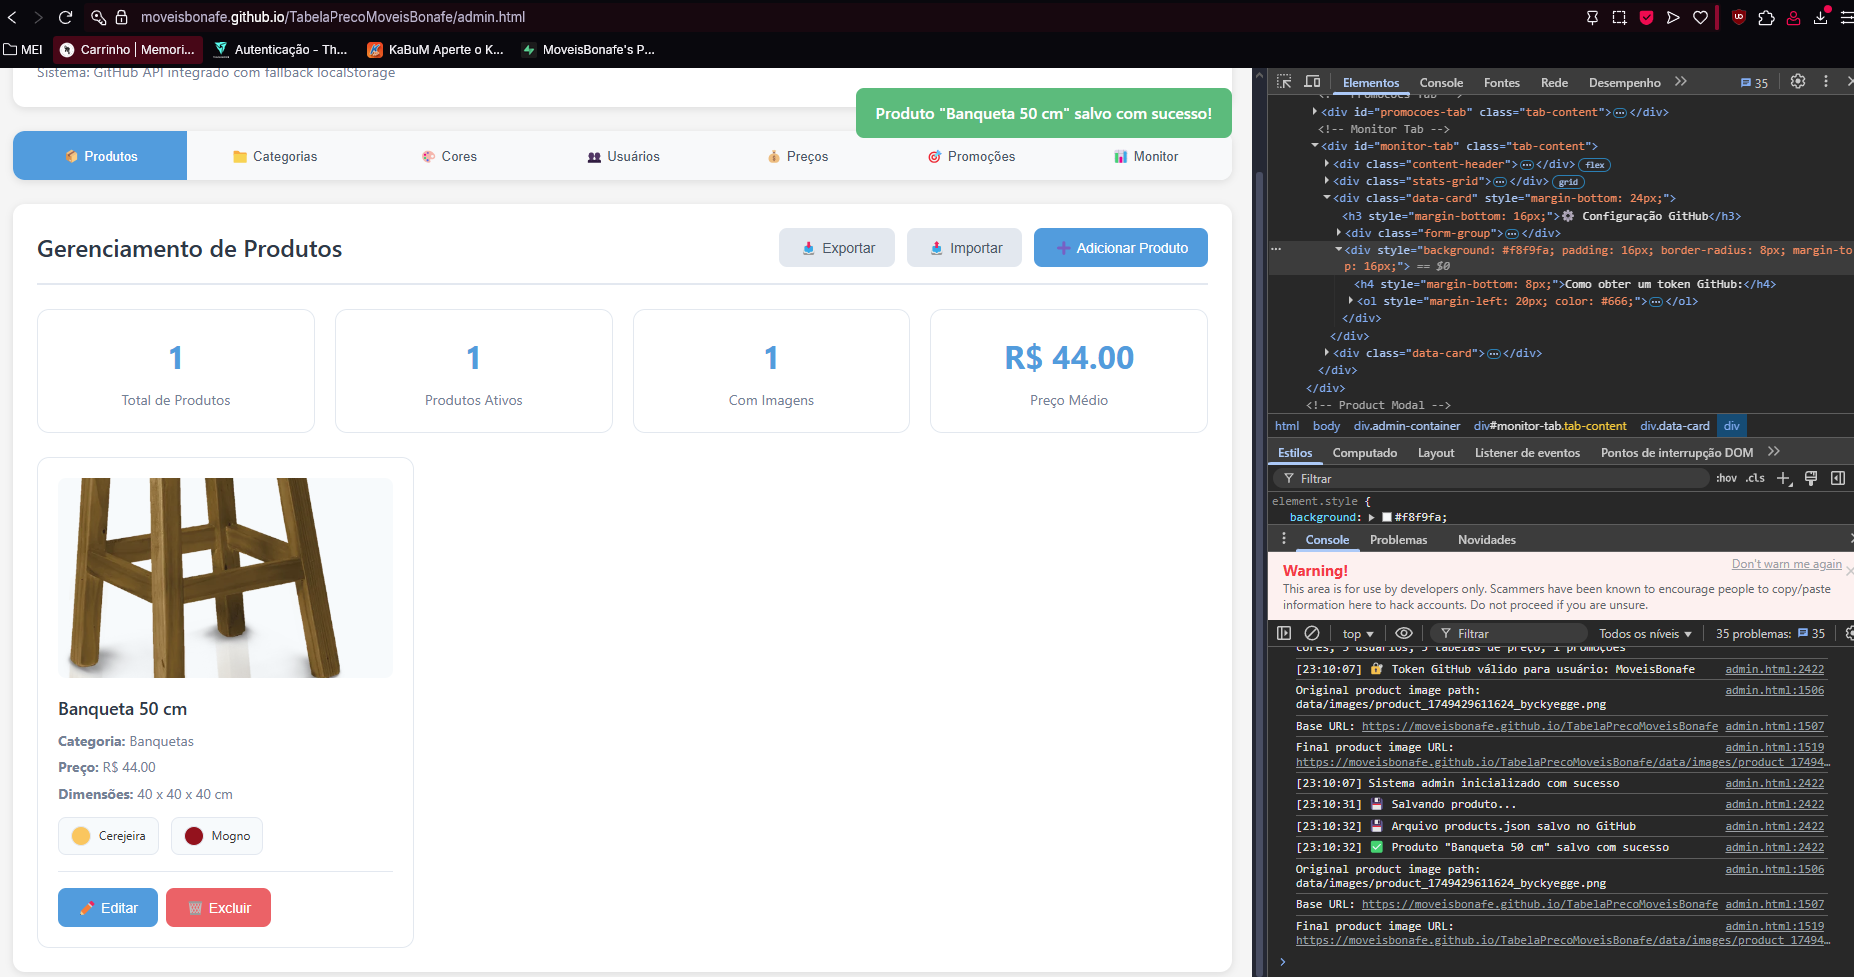 moveisbonafe.github.io/TabelaPrecoMoveisBonafe/admin.html
MEI
Carrinho | Memori...
Autenticação - Th...
KaBuM Aperte o K...
MoveisBonafe's P...
Sistema: GitHub API integrado com fallback localStorage
Produto "Banqueta 50 cm" salvo com sucesso!
Produtos
Categorias
Cores
Usuários
Preços
Promoções
Monitor
Gerenciamento de Produtos
Exportar
Importar
Adicionar Produto
1
Total de Produtos
1
Produtos Ativos
1
Com Imagens
R$ 44.00
Preço Médio
Banqueta 50 cm
Categoria: Banquetas
Preço: R$ 44.00
Dimensões: 40 x 40 x 40 cm
Cerejeira
Mogno
Editar
Excluir
Elementos
Console
Fontes
Rede
Desempenho
35
<div id="promocoes-tab" class="tab-content">…</div>
<!-- Monitor Tab -->
<div id="monitor-tab" class="tab-content">
<div class="content-header">…</div> flex
<div class="stats-grid">…</div> grid
<div class="data-card" style="margin-bottom: 24px;">
<h3 style="margin-bottom: 16px;">⚙️ Configuração GitHub</h3>
<div class="form-group">…</div>
<div style="background: #f8f9fa; padding: 16px; border-radius: 8px; margin-to
p: 16px;"> == $0
<h4 style="margin-bottom: 8px;">Como obter um token GitHub:</h4>
<ol style="margin-left: 20px; color: #666;">…</ol>
</div>
</div>
<div class="data-card">…</div>
</div>
</div>
<!-- Product Modal -->
html body div.admin-container div#monitor-tab.tab-content div.data-card div
Estilos
Computado
Layout
Listener de eventos
Pontos de interrupção DOM
Filtrar
:hov .cls
element.style {
background: #f8f9fa;
Console
Problemas
Novidades
Don't warn me again
Warning!
This area is for use by developers only. Scammers have been known to encourage people to copy/paste
information here to hack accounts. Do not proceed if you are unsure.
top
Filtrar
Todos os níveis
35 problemas: 35
cores, 5 usuários, 5 tabelas de preço, 1 promoções
[23:10:07] 🔐 Token GitHub válido para usuário: MoveisBonafe admin.html:2422
Original product image path: admin.html:1506
data/images/product_1749429611624_byckyegge.png
Base URL: https://moveisbonafe.github.io/TabelaPrecoMoveisBonafe admin.html:1507
Final product image URL: admin.html:1519
https://moveisbonafe.github.io/TabelaPrecoMoveisBonafe/data/images/product_17494…
[23:10:07] Sistema admin inicializado com sucesso admin.html:2422
[23:10:31] 💾 Salvando produto... admin.html:2422
[23:10:32] 💾 Arquivo products.json salvo no GitHub admin.html:2422
[23:10:32] ✅ Produto "Banqueta 50 cm" salvo com sucesso admin.html:2422
Original product image path: admin.html:1506
data/images/product_1749429611624_byckyegge.png
Base URL: https://moveisbonafe.github.io/TabelaPrecoMoveisBonafe admin.html:1507
Final product image URL: admin.html:1519
https://moveisbonafe.github.io/TabelaPrecoMoveisBonafe/data/images/product_17494…